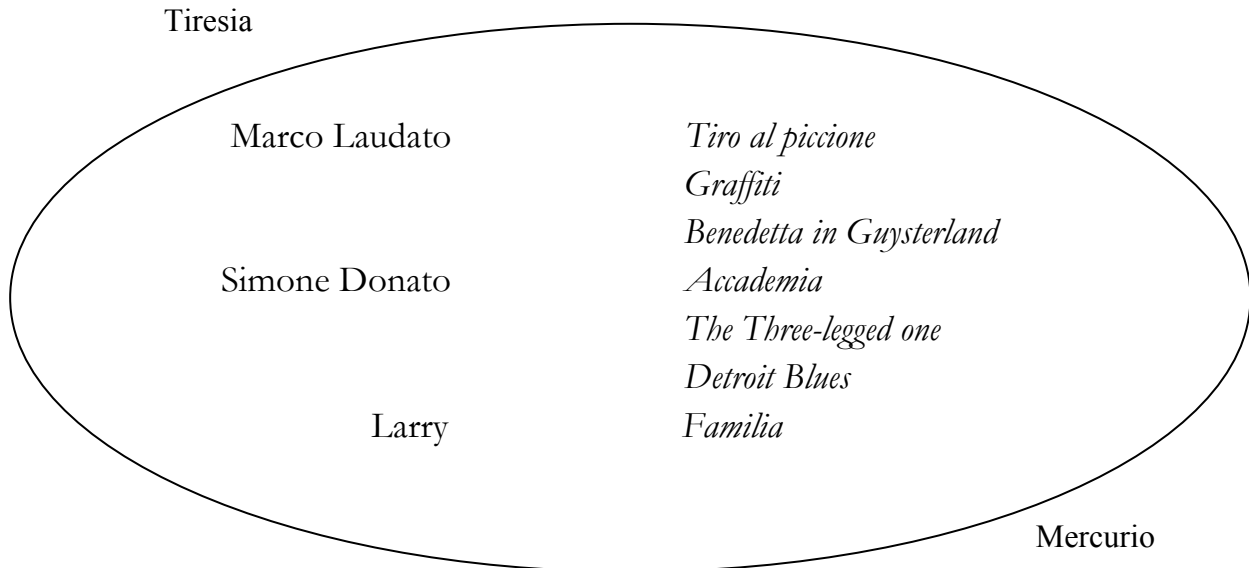 Tiresia
Marco Laudato Tiro al piccione
Graffiti
Benedetta in Guysterland
Simone Donato Accademia
The Three-legged one
Detroit Blues
Larry Familia
Mercurio